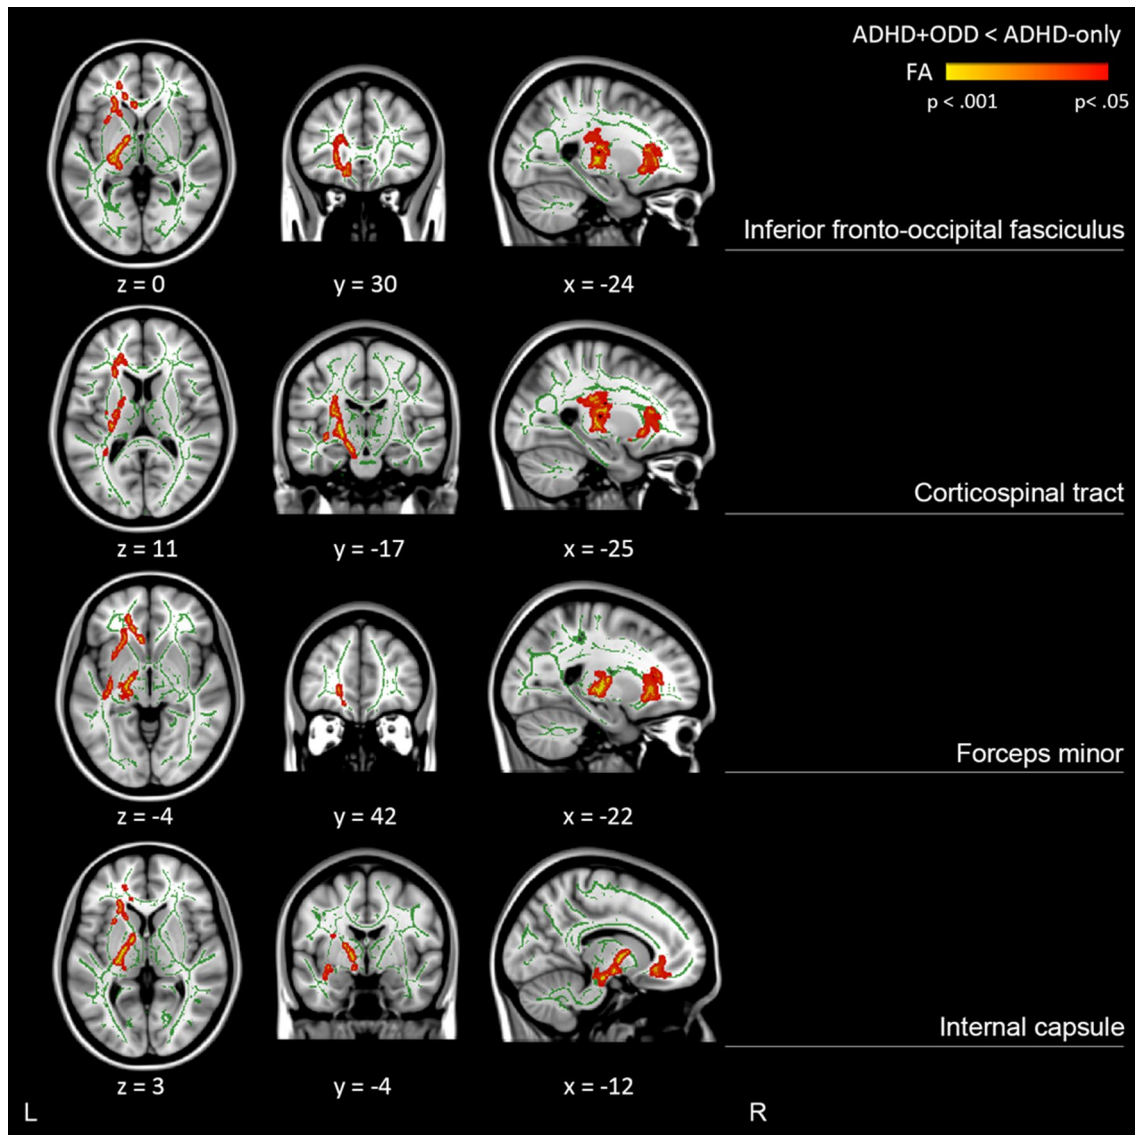 ADHD+ODD < ADHD-only
FA
p < .001 p< .05
Inferior fronto-occipital fasciculus
z = 0 y = 30 x = -24
Corticospinal tract
z = 11 y = -17 x = -25
Forceps minor
z = -4 y = 42 x = -22
Internal capsule
z = 3 y = -4 x = -12
L R